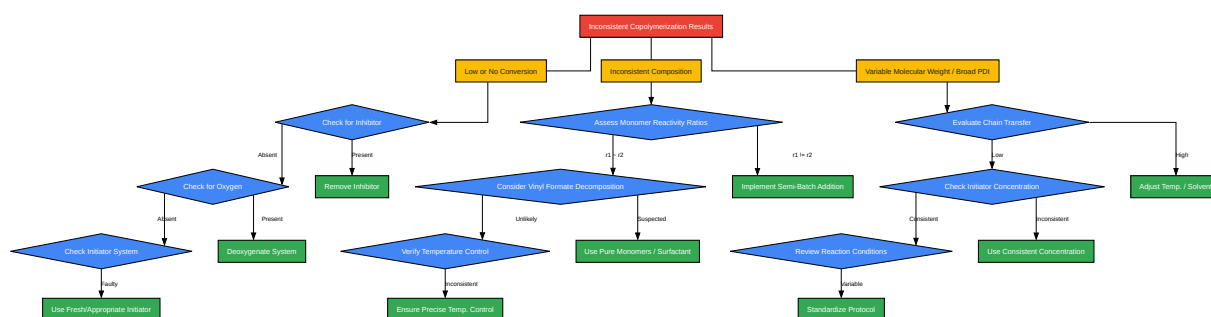 Inconsistent Copolymerization Results
Low or No Conversion
Inconsistent Composition
Variable Molecular Weight / Broad PDI
Check for Inhibitor
Assess Monomer Reactivity Ratios
Evaluate Chain Transfer
Absent
Present
r1 ~ r2
r1 != r2
Low
High
Check for Oxygen
Remove Inhibitor
Consider Vinyl Formate Decomposition
Implement Semi-Batch Addition
Check Initiator Concentration
Adjust Temp. / Solvent
Absent
Present
Unlikely
Suspected
Consistent
Inconsistent
Check Initiator System
Deoxygenate System
Verify Temperature Control
Use Pure Monomers / Surfactant
Review Reaction Conditions
Use Consistent Concentration
Faulty
Inconsistent
Variable
Use Fresh/Appropriate Initiator
Ensure Precise Temp. Control
Standardize Protocol